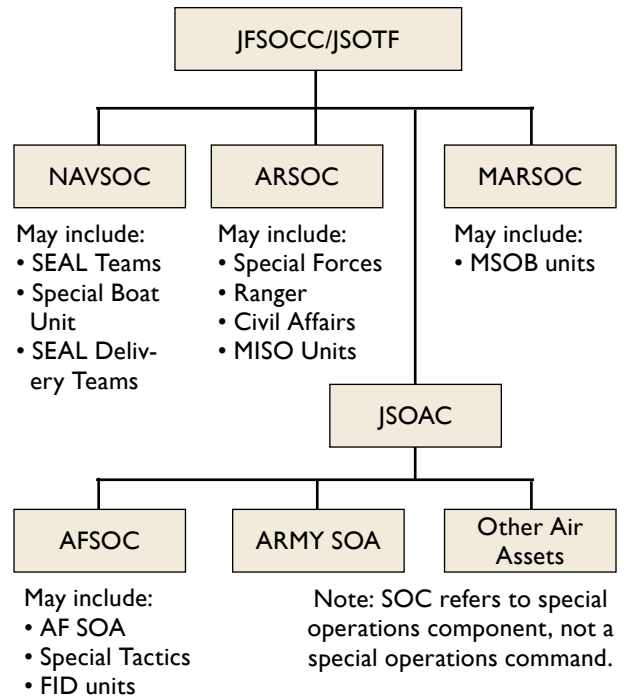 JFSOCC/JSOTF
NAVSOC
May include:
• SEAL Teams
• Special Boat
Unit
• SEAL Deliv-
ery Teams
ARSOC
May include:
• Special Forces
• Ranger
• Civil Affairs
• MISO Units
MARSOC
May include:
• MSOB units
JSOAC
AFSOC
May include:
• AF SOA
• Special Tactics
• FID units
ARMY SOA
Other Air
Assets
Note: SOC refers to special
operations component, not a
special operations command.